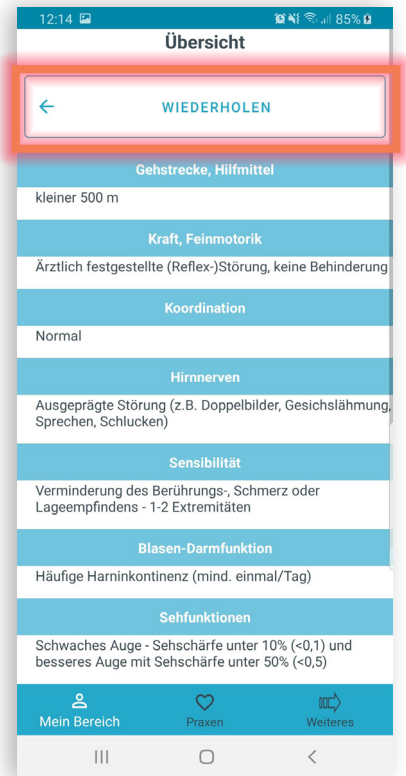 12:14 85%
Übersicht
WIEDERHOLEN
Gehstrecke, Hilfmittel
kleiner 500 m
Kraft, Feinmotorik
Ärztlich festgestellte (Reflex-)Störung, keine Behinderung
Koordination
Normal
Hirnnerven
Ausgeprägte Störung (z.B. Doppelbilder, Gesichslähmung,
Sprechen, Schlucken)
Sensibilität
Verminderung des Berührungs-, Schmerz oder
Lageempfindens - 1-2 Extremitäten
Blasen-Darmfunktion
Häufige Harninkontinenz (mind. einmal/Tag)
Sehfunktionen
Schwaches Auge - Sehschärfe unter 10% (<0,1) und
besseres Auge mit Sehschärfe unter 50% (<0,5)
Mein Bereich Praxen Weiteres